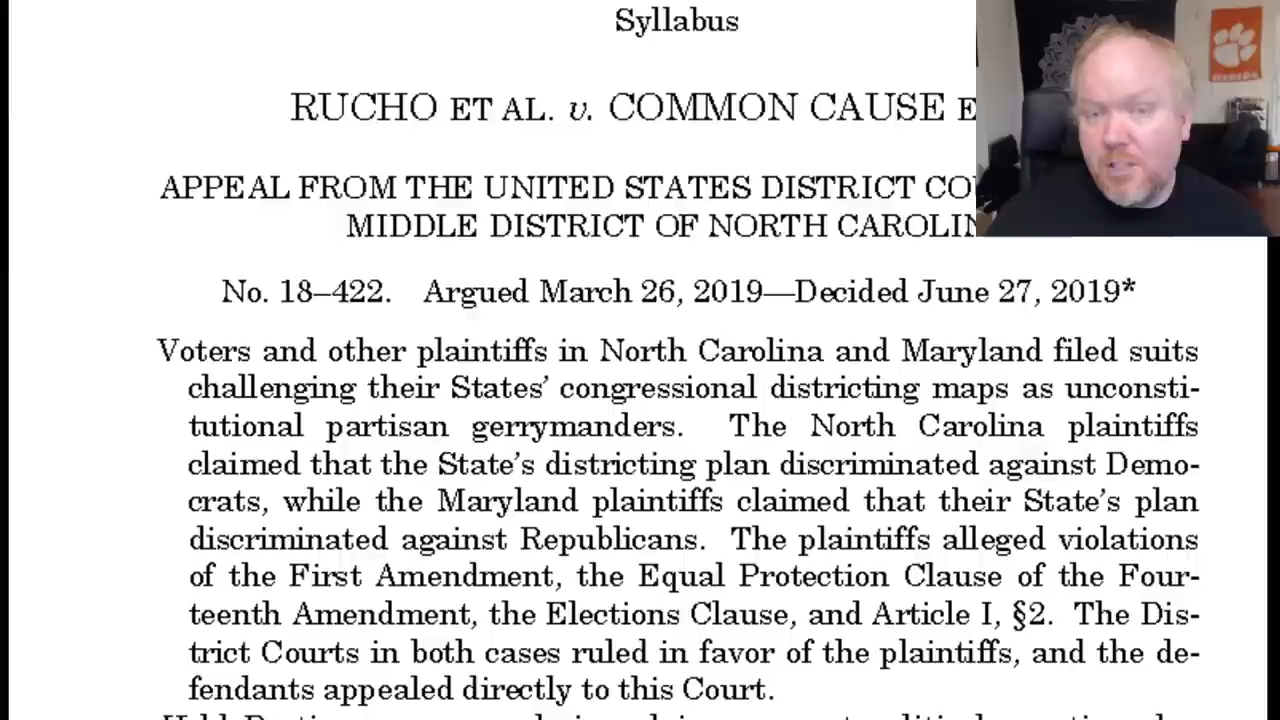 Syllabus
RUCHO ET AL. v. COMMON CAUSE E
APPEAL FROM THE UNITED STATES DISTRICT CO
MIDDLE DISTRICT OF NORTH CAROLIN
No. 18–422. Argued March 26, 2019—Decided June 27, 2019*
Voters and other plaintiffs in North Carolina and Maryland filed suits
challenging their States’ congressional districting maps as unconsti-
tutional partisan gerrymanders. The North Carolina plaintiffs
claimed that the State’s districting plan discriminated against Demo-
crats, while the Maryland plaintiffs claimed that their State’s plan
discriminated against Republicans. The plaintiffs alleged violations
of the First Amendment, the Equal Protection Clause of the Four-
teenth Amendment, the Elections Clause, and Article I, §2. The Dis-
trict Courts in both cases ruled in favor of the plaintiffs, and the de-
fendants appealed directly to this Court.